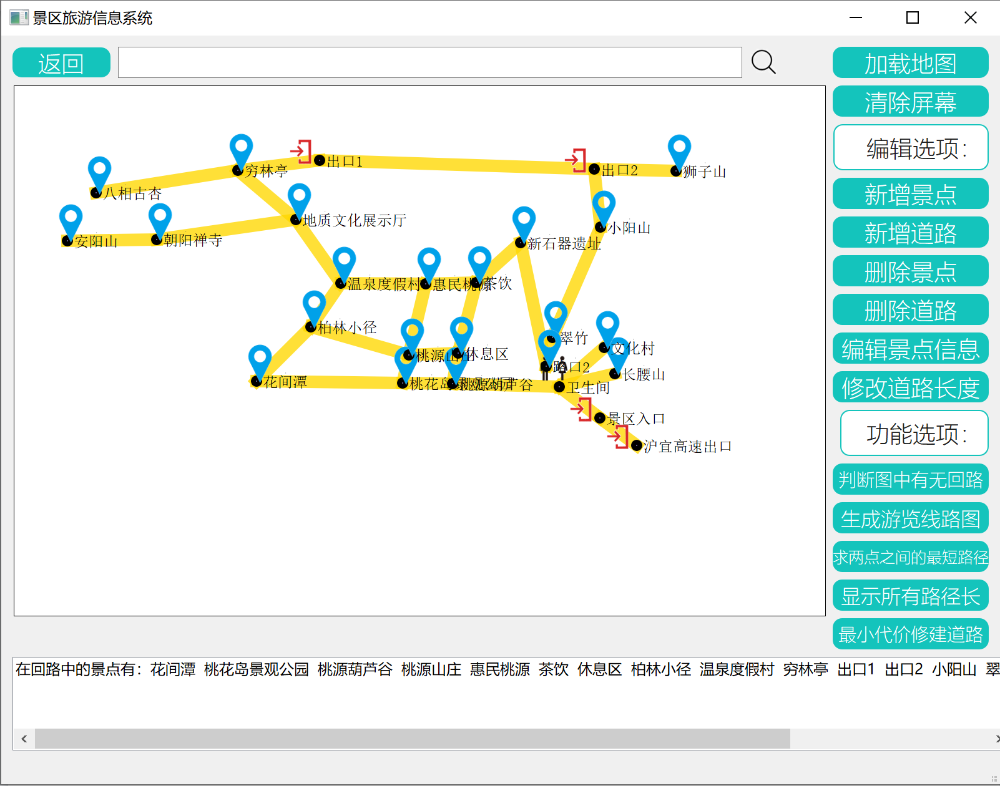 景区旅游信息系统
返回
加载地图
清除屏幕
编辑选项：
新增景点
新增道路
删除景点
删除道路
编辑景点信息
修改道路长度
功能选项：
判断图中有无回路
生成游览线路图
求两点之间的最短路径
显示所有路径长
最小代价修建道路
出口1
穷林亭
出口2
狮子山
八相古杏
地质文化展示厅
小阳山
安阳山
朝阳禅寺
新石器遗址
温泉度假村
惠民桃源
茶饮
柏林小径
翠竹
文化村
桃源山庄
休息区
路口2
长腰山
花间潭
桃花岛景观公园
桃源葫芦谷
卫生间
景区入口
沪宜高速出口
在回路中的景点有：花间潭 桃花岛景观公园 桃源葫芦谷 桃源山庄 惠民桃源 茶饮 休息区 柏林小径 温泉度假村 穷林亭 出口1 出口2 小阳山 翠